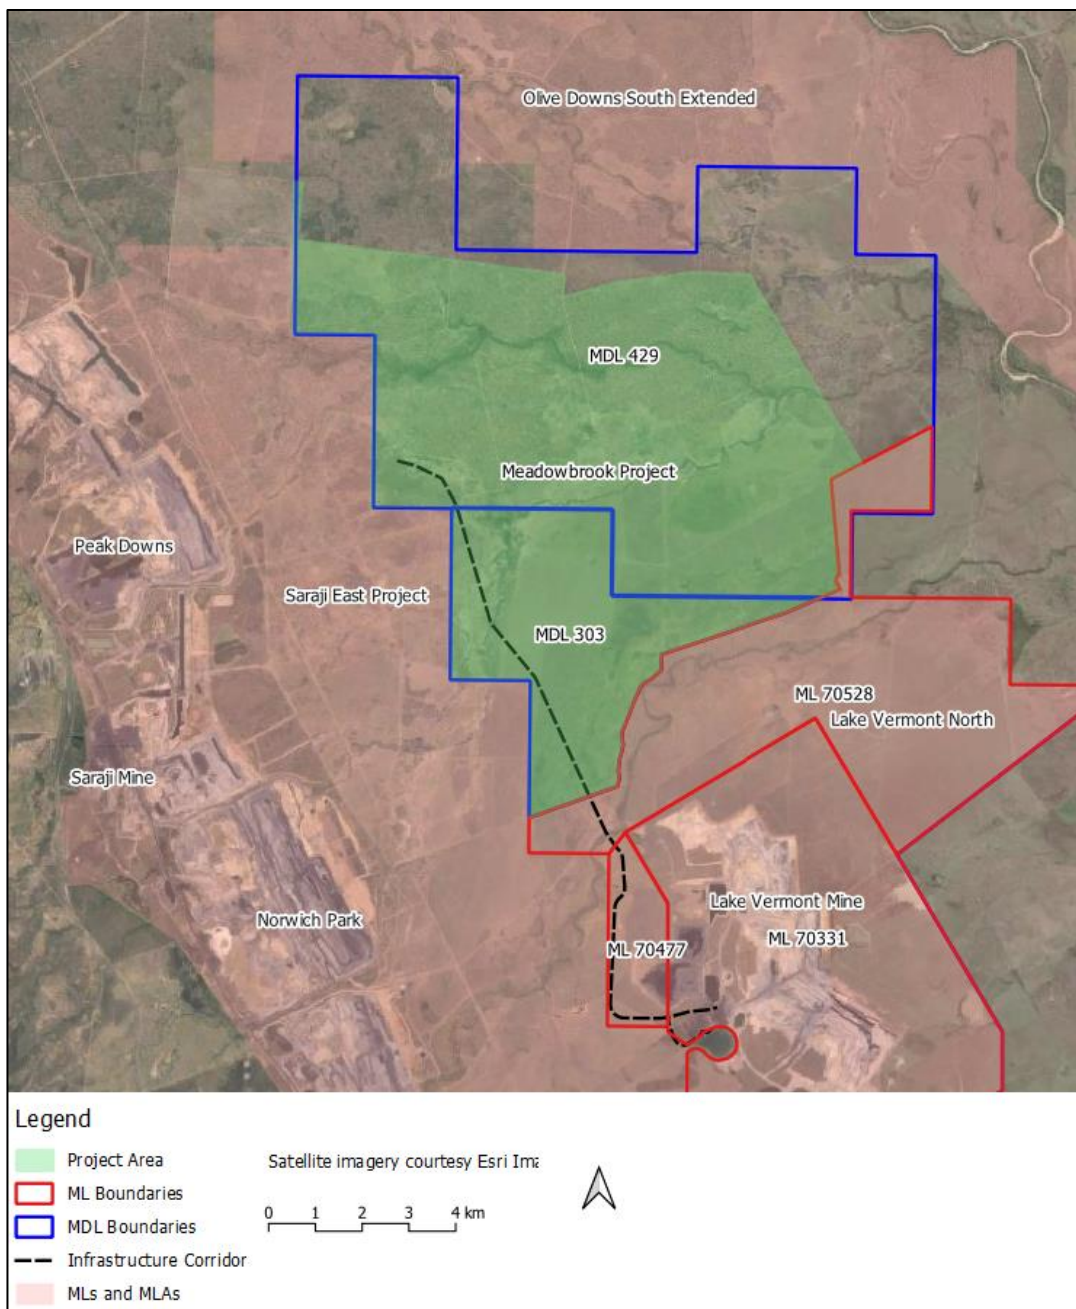 Olive Downs South Extended
MDL 429
Meadowbrook Project
Peak Downs
Saraji East Project
MDL 303
ML 70528
Lake Vermont North
Saraji Mine
Lake Vermont Mine
Norwich Park
ML 70331
ML 70477
Legend
Project Area
Satellite imagery courtesy Esri Ima
ML Boundaries
0 1 2 3 4 km
MDL Boundaries
Infrastructure Corridor
MLs and MLAs